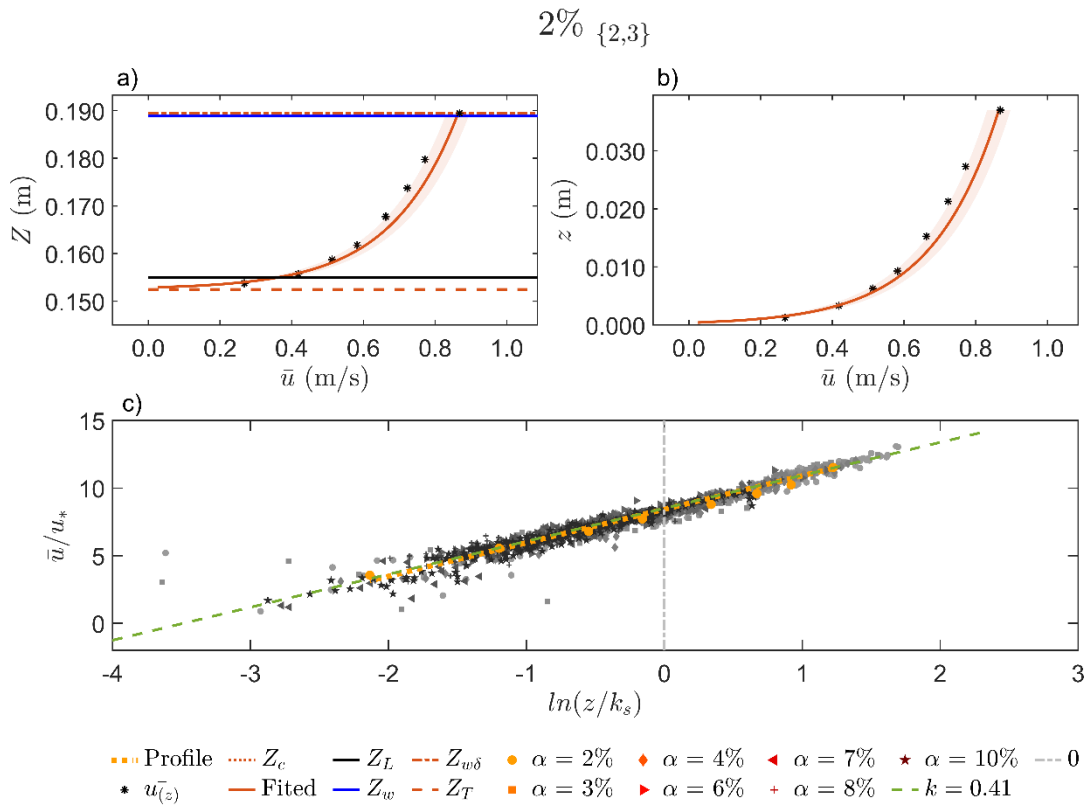 2% {2,3}
a)
b)
0.190
0.180
0.170
0.160
0.150
Z (m)
0.0 0.2 0.4 0.6 0.8 1.0
ū (m/s)
0.030
0.020
0.010
0.000
z (m)
0.0 0.2 0.4 0.6 0.8 1.0
ū (m/s)
c)
15
10
5
0
ū/u*
-4 -3 -2 -1 0 1 2 3
ln(z/ks)
Profile Zc ZL Zwδ α = 2% α = 4% α = 7% α = 10% 0
ū(z) Fited Zw ZT α = 3% α = 6% α = 8% k = 0.41